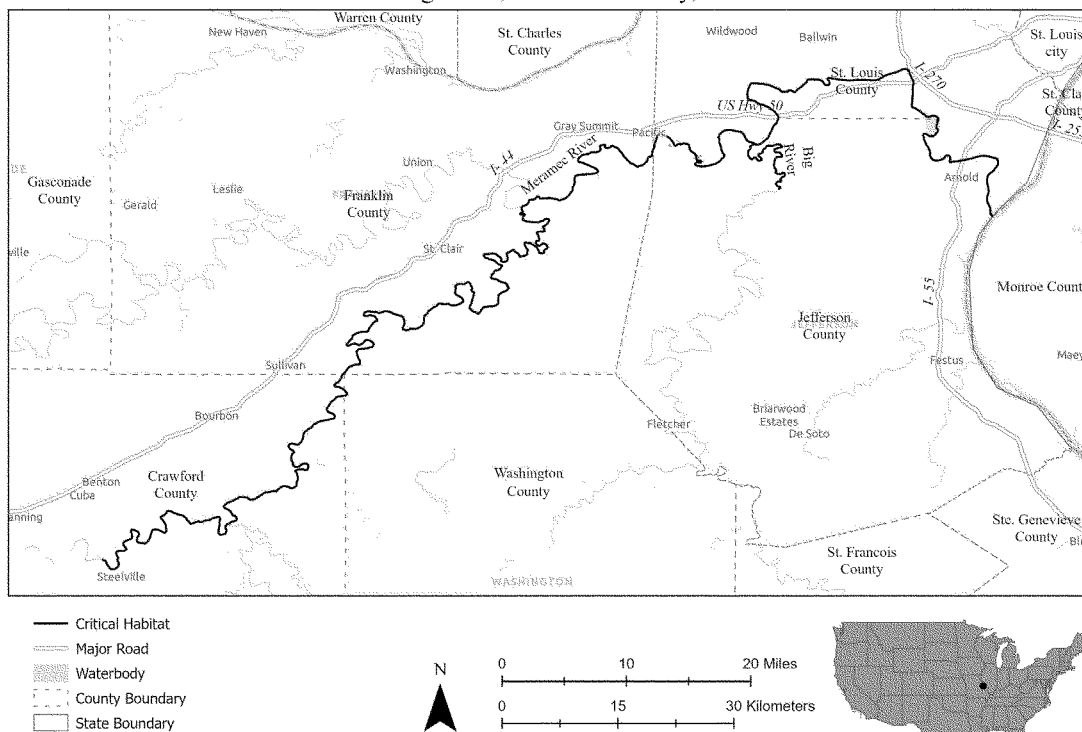 Warren County
New Haven
Washington
St. Charles
County
Wildwood
Ballwin
St. Louis
city
I-270
St. Louis
County
US Hwy 50
I-44
Gray Summit
Pacific
Meramec River
Big
River
Union
Franklin
County
Gasconade
County
Gerald
Leslie
St. Clair
Arnold
I-55
Monroe
Jefferson
County
JEFFERSON
Festus
Sullivan
Bourbon
Briarwood
Estates
De Soto
Fletcher
Benton
Cuba
Crawford
County
Washington
County
Ste. Genevieve
County
St. Francois
County
Steelville
WASHINGTON
Critical Habitat
Major Road
Waterbody
County Boundary
State Boundary
N
0 10 20 Miles
0 15 30 Kilometers